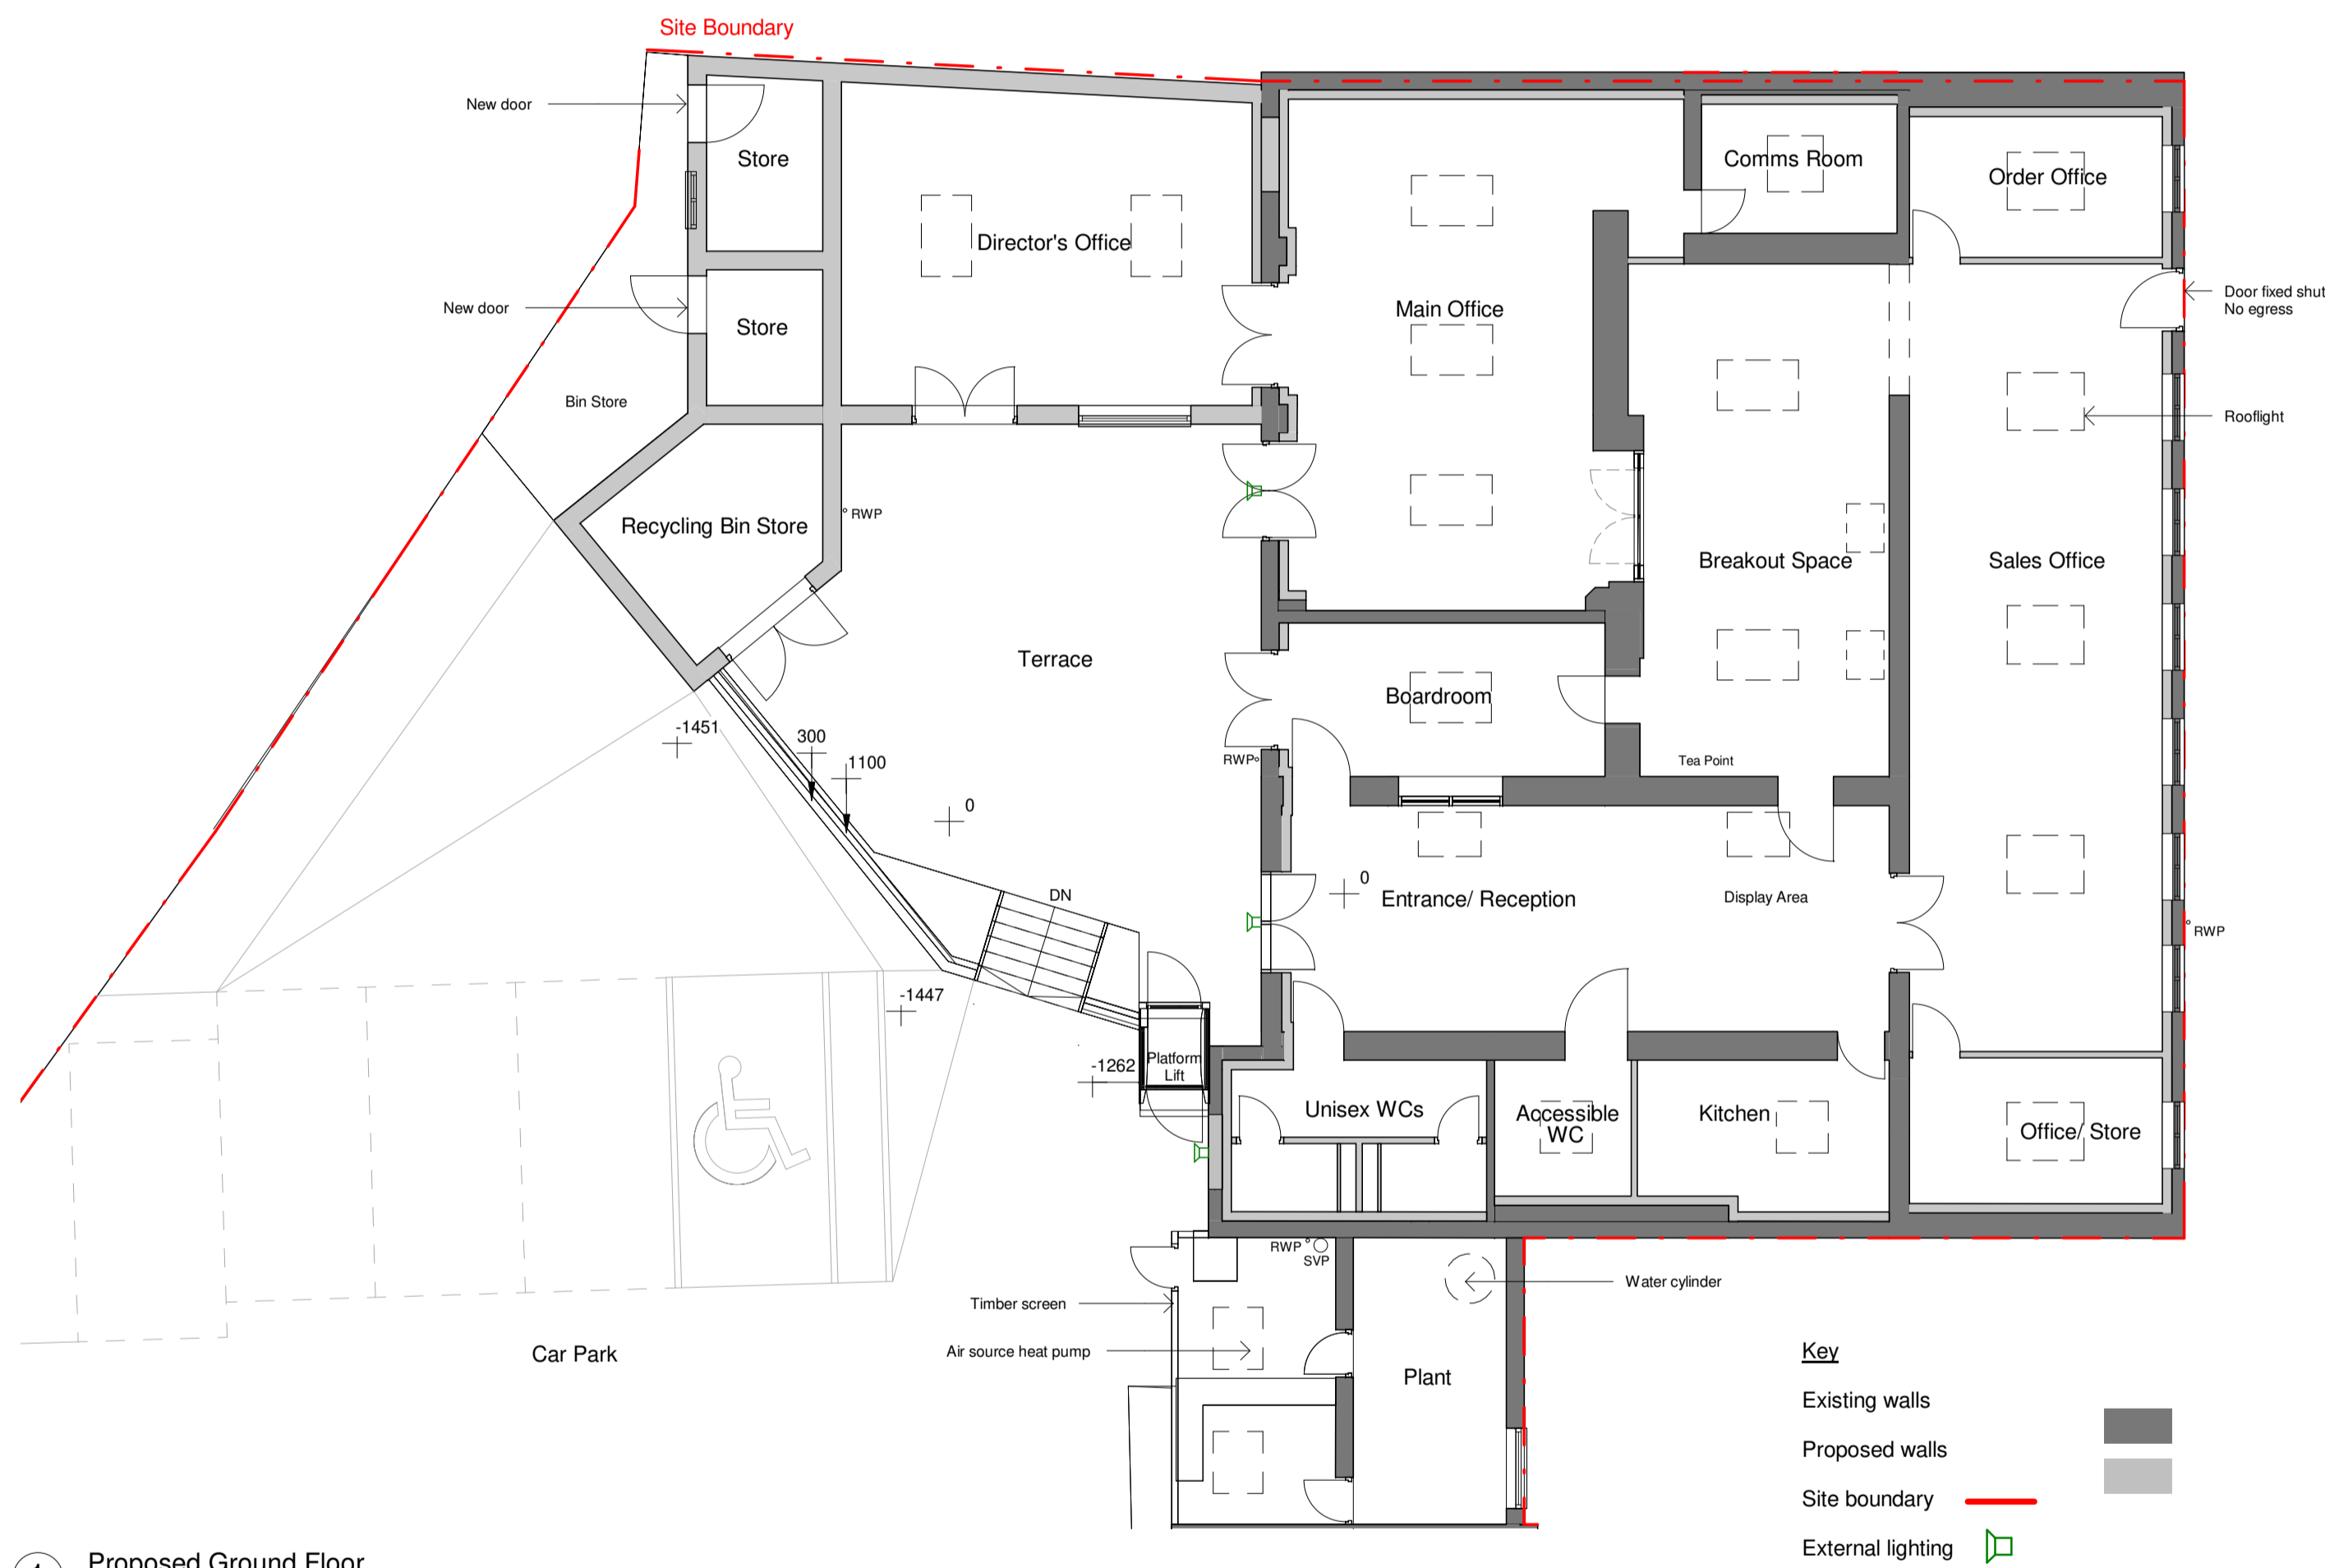 Site Boundary
New door
Store
Director's Office
Comms Room
Order Office
New door
Store
Main Office
Door fixed shut
No egress
Bin Store
Rooflight
Recycling Bin Store
RWP
Breakout Space
Sales Office
Terrace
Boardroom
-1451
300
1100
RWP
Tea Point
0
0
DN
Entrance/ Reception
Display Area
RWP
-1447
-1262
Platform
Lift
Unisex WCs
Accessible
WC
Kitchen
Office/ Store
RWP
SVP
Water cylinder
Timber screen
Air source heat pump
Car Park
Plant
Key
Existing walls
Proposed walls
Site boundary
External lighting
Proposed Ground Floor